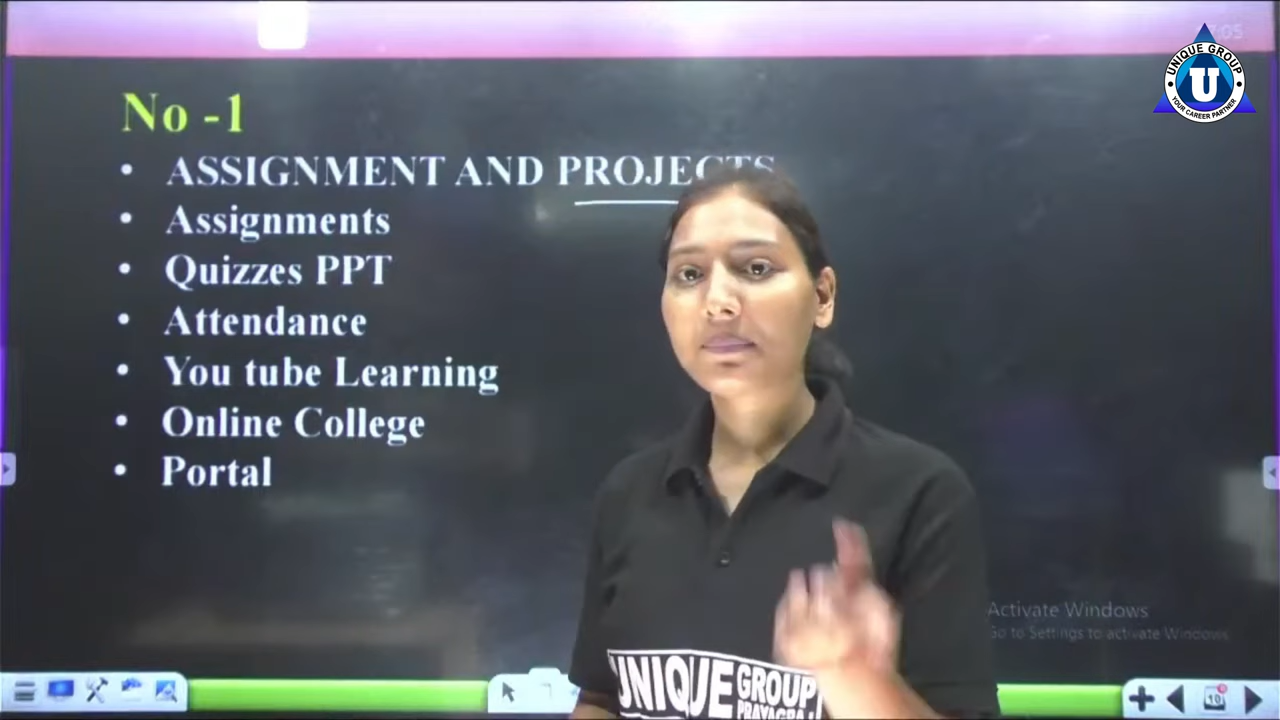 No -1
• ASSIGNMENT AND PROJECTS
• Assignments
• Quizzes PPT
• Attendance
• You tube Learning
• Online College
• Portal
UNIQUE GROUP
U
YOUR CAREER PARTNER
Activate Windows
Go to Settings to activate Windows
UNIQUE GROUP
PRAYAGRAJ
10